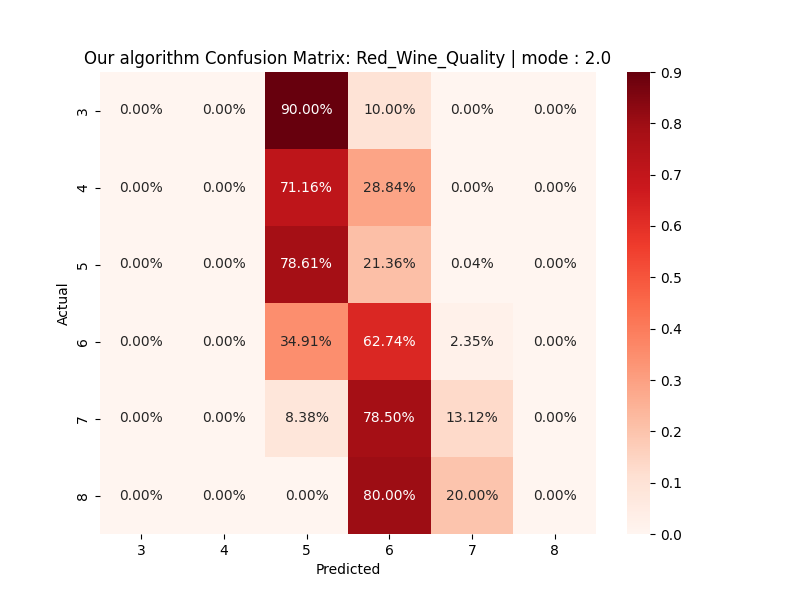 Our algorithm Confusion Matrix: Red_Wine_Quality | mode : 2.0
3 0.00% 0.00% 90.00% 10.00% 0.00% 0.00%
4 0.00% 0.00% 71.16% 28.84% 0.00% 0.00%
5 0.00% 0.00% 78.61% 21.36% 0.04% 0.00%
6 0.00% 0.00% 34.91% 62.74% 2.35% 0.00%
7 0.00% 0.00% 8.38% 78.50% 13.12% 0.00%
8 0.00% 0.00% 0.00% 80.00% 20.00% 0.00%
3 4 5 6 7 8
Predicted
Actual
0.9
0.8
0.7
0.6
0.5
0.4
0.3
0.2
0.1
0.0